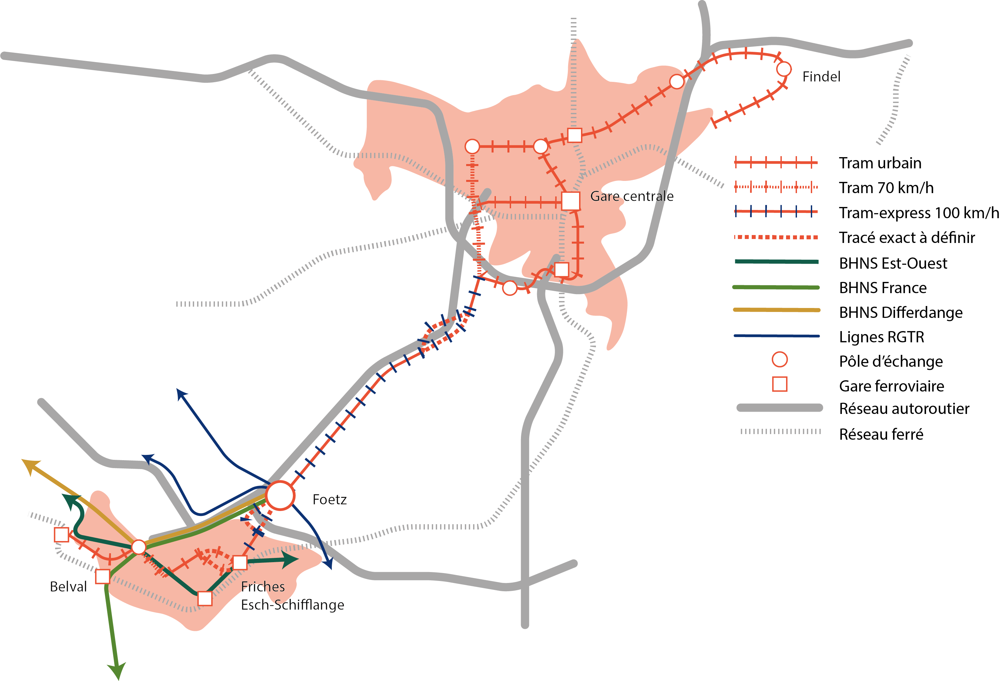 Findel
Gare centrale
Tram urbain
Tram 70 km/h
Tram-express 100 km/h
Tracé exact à définir
BHNS Est-Ouest
BHNS France
BHNS Differdange
Lignes RGTR
Pôle d'échange
Gare ferroviaire
Réseau autoroutier
Réseau ferré
Foetz
Belval
Friches
Esch-Schifflange